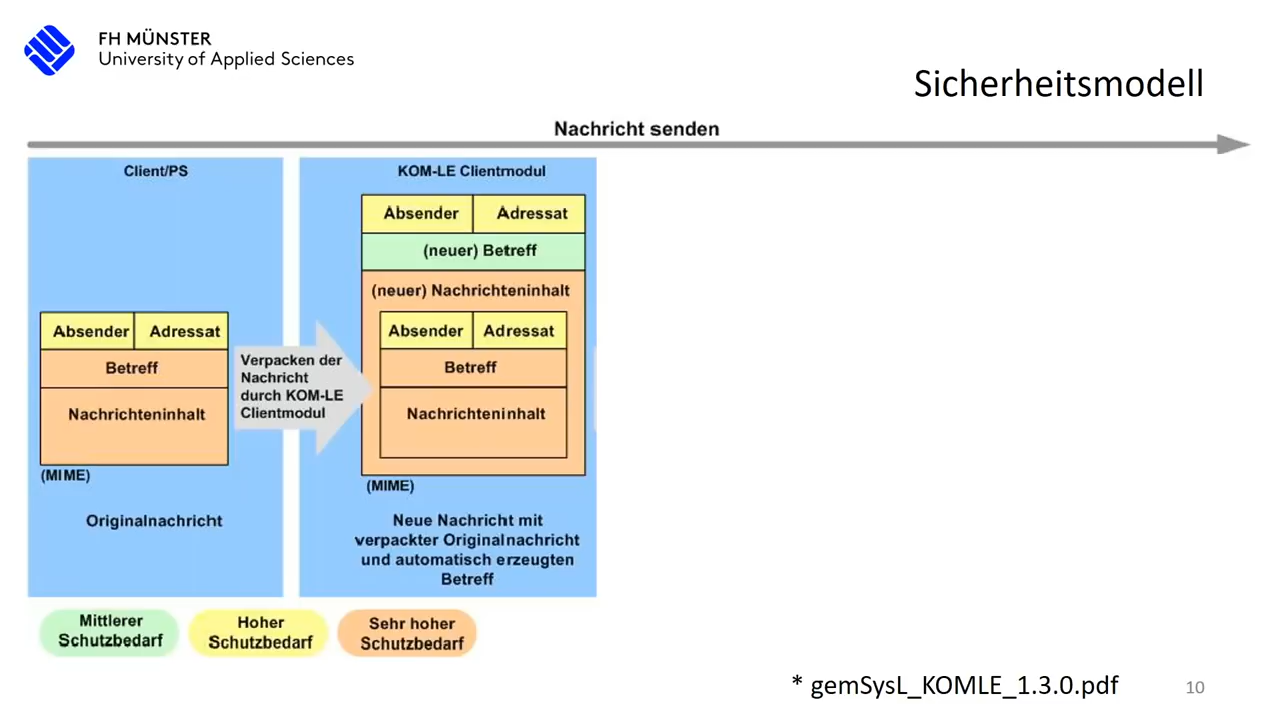 FH MÜNSTER
University of Applied Sciences
Sicherheitsmodell
Nachricht senden
Client/PS
Absender
Adressat
Betreff
Nachrichteninhalt
(MIME)
Originalnachricht
Verpacken der
Nachricht
durch KOM-LE
Clientmodul
KOM-LE Clientmodul
Absender
Adressat
(neuer) Betreff
(neuer) Nachrichteninhalt
Absender
Adressat
Betreff
Nachrichteninhalt
(MIME)
Neue Nachricht mit
verpackter Originalnachricht
und automatisch erzeugten
Betreff
Mittlerer
Schutzbedarf
Hoher
Schutzbedarf
Sehr hoher
Schutzbedarf
* gemSysL_KOMLE_1.3.0.pdf
10